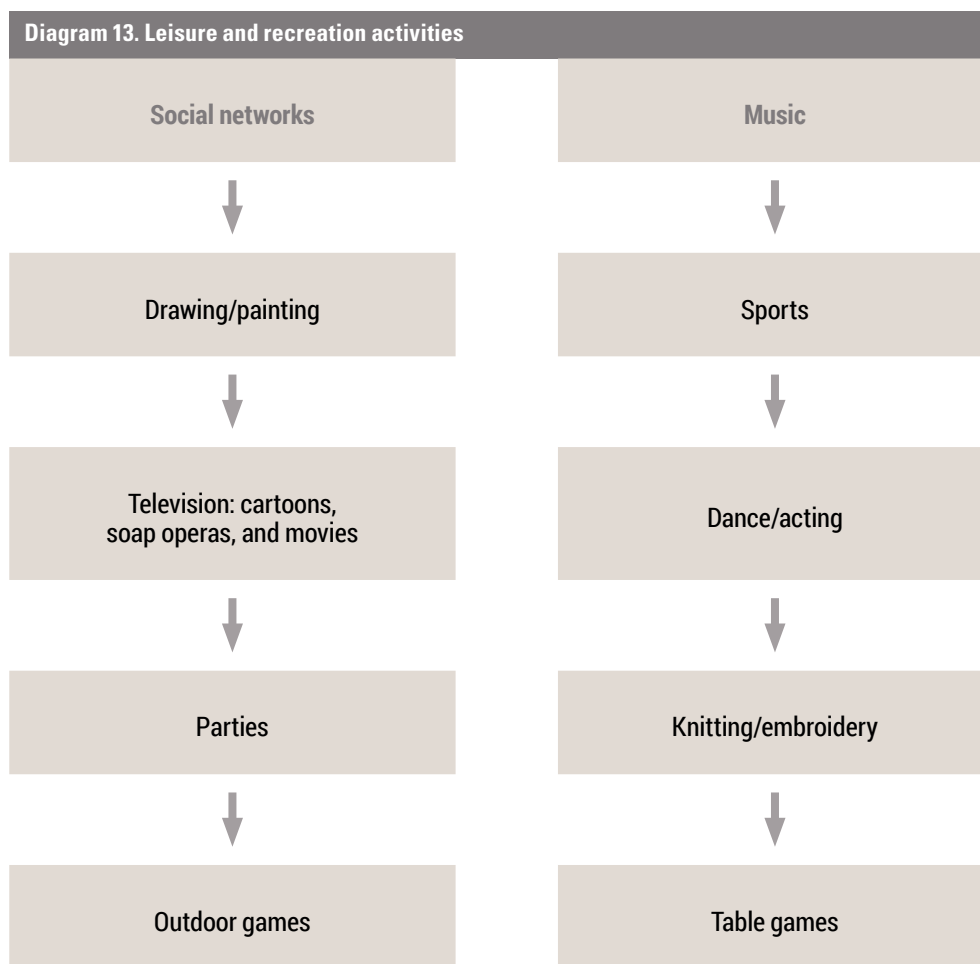 Diagram 13. Leisure and recreation activities
Social networks
Music
Drawing/painting
Sports
Television: cartoons,
soap operas, and movies
Dance/acting
Parties
Knitting/embroidery
Outdoor games
Table games